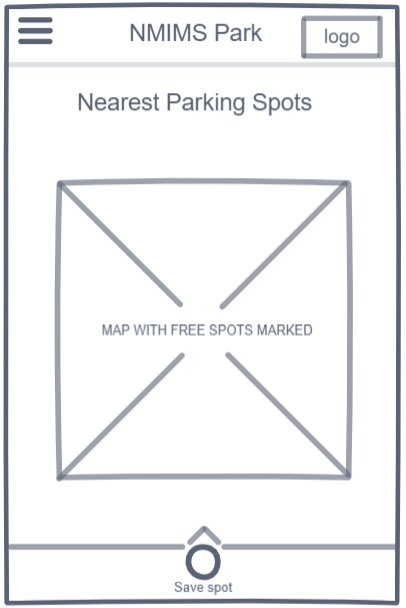 NMIMS Park
logo
Nearest Parking Spots
MAP WITH FREE SPOTS MARKED
Save spot